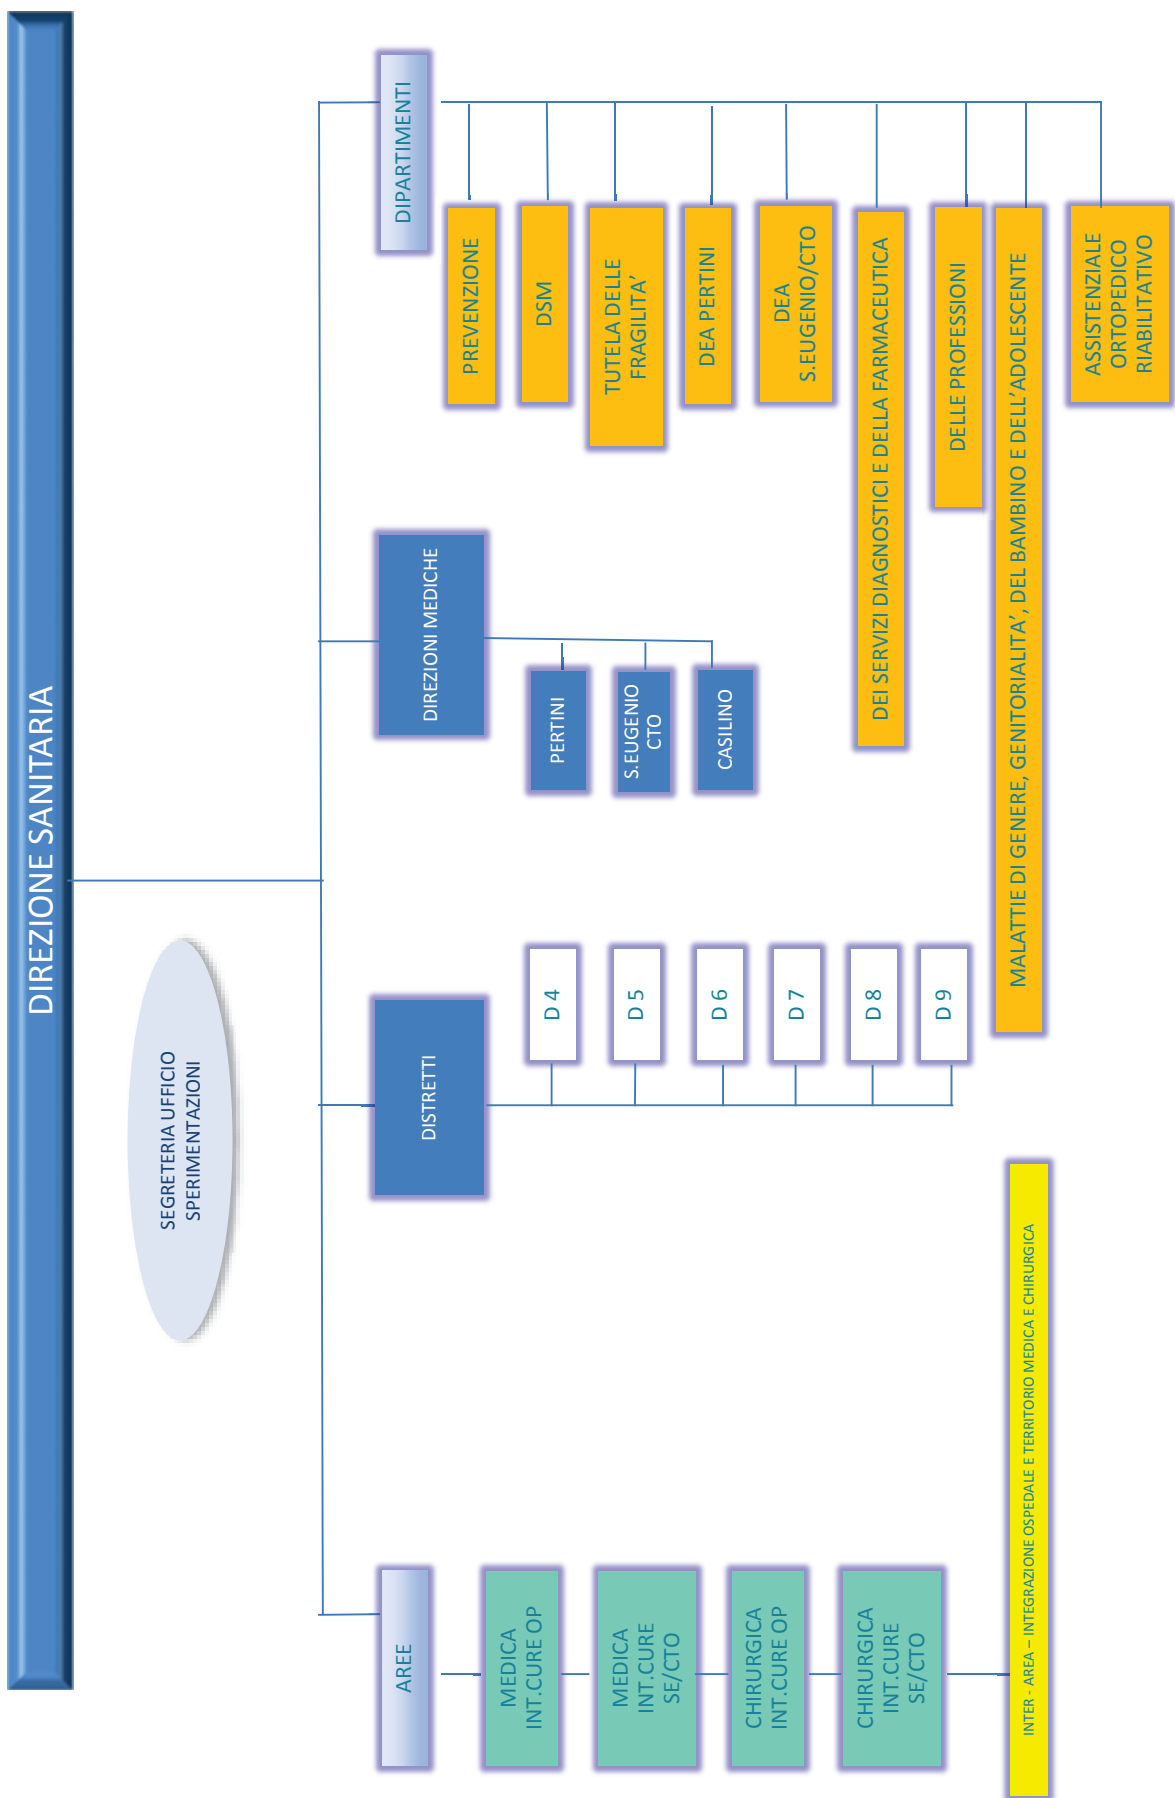 DIREZIONE SANITARIA
SEGRETERIA UFFICIO
SPERIMENTAZIONI
AREE
MEDICA
INT.CURE OP
MEDICA
INT.CURE
SE/CTO
CHIRURGICA
INT.CURE OP
CHIRURGICA
INT.CURE
SE/CTO
INTER - AREA – INTEGRAZIONE OSPEDALE E TERRITORIO MEDICA E CHIRURGICA
DISTRETTI
D 4
D 5
D 6
D 7
D 8
D 9
DIREZIONI MEDICHE
PERTINI
S.EUGENIO
CTO
CASILINO
DIPARTIMENTI
PREVENZIONE
DSM
TUTELA DELLE
FRAGILITA’
DEA PERTINI
DEA
S.EUGENIO/CTO
DEI SERVIZI DIAGNOSTICI E DELLA FARMACEUTICA
DELLE PROFESSIONI
MALATTIE DI GENERE, GENITORIALITA’, DEL BAMBINO E DELL’ADOLESCENTE
ASSISTENZIALE
ORTOPEDICO
RIABILITATIVO